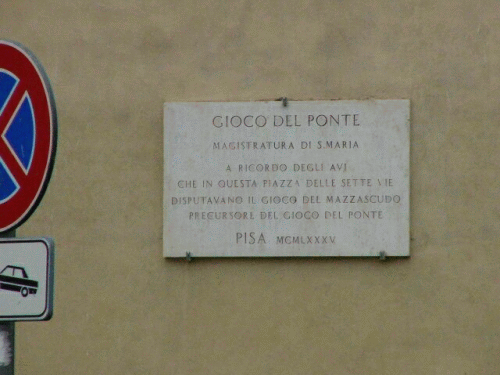 GIOCO DEL PONTE
MAGISTRATURA DI S. MARIA
A RICORDO DEGLI AVI
CHE IN QUESTA PIAZZA DELLE SETTE VIE
DISPUTAVANO IL GIOCO DEL MAZZASCUDO
PRECURSORE DEL GIOCO DEL PONTE
PISA MCMLXXXV